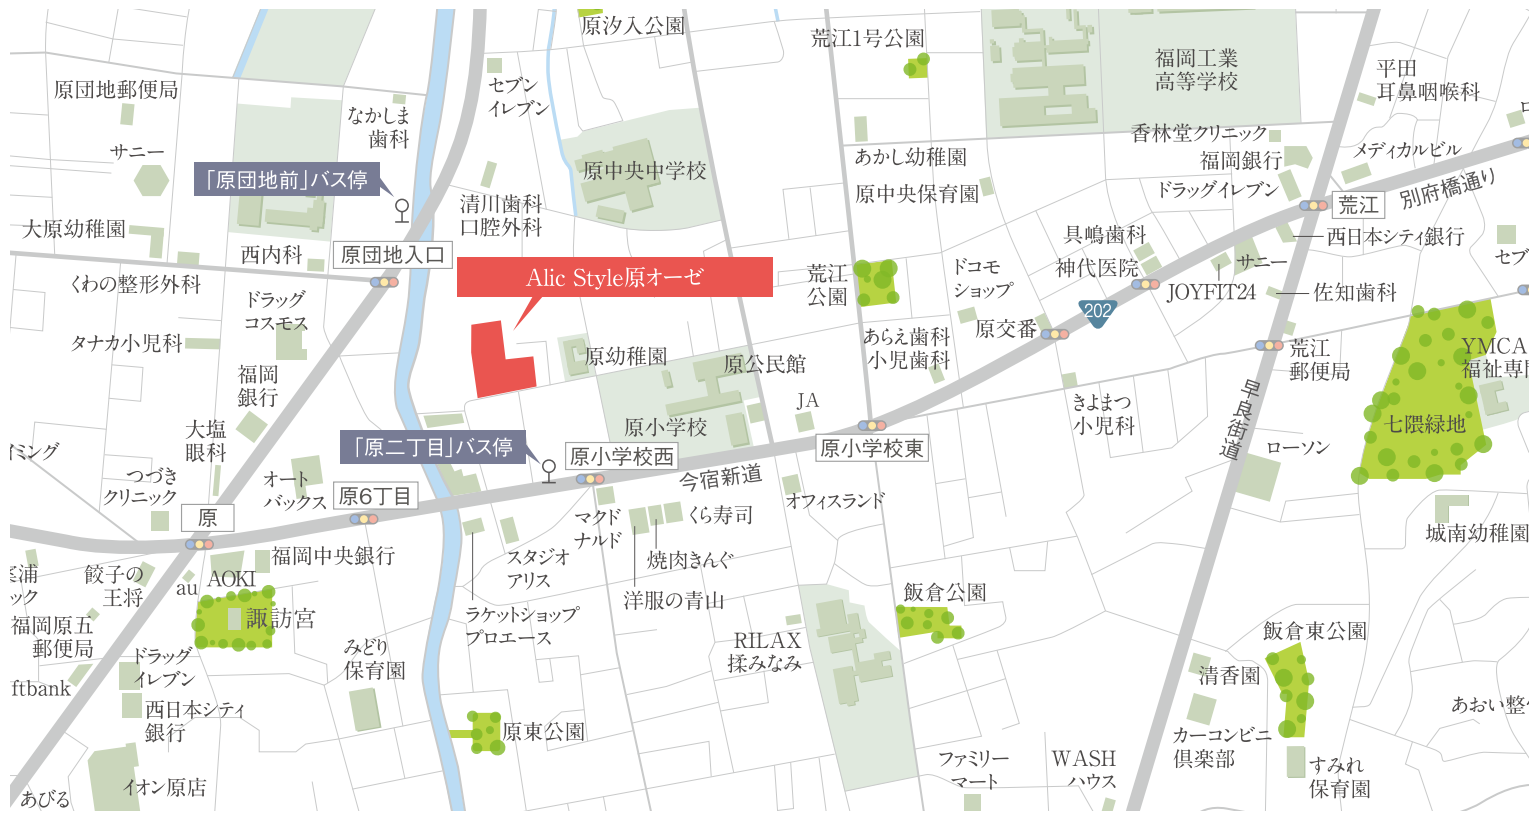 原汐入公園
荒江1号公園
福岡工業
高等学校
平田
耳鼻咽喉科
原団地郵便局
セブン
イレブン
なかしま
歯科
サニー
「原団地前」バス停
原中央中学校
あかし幼稚園
原中央保育園
香林堂クリニック
福岡銀行
ドラッグイレブン
メディカルビル
別府橋通り
荒江
清川歯科
口腔外科
大原幼稚園
西内科
原団地入口
具嶋歯科
神代医院
西日本シティ銀行
サニー
JOYFIT24
佐知歯科
セブ
くわの整形外科
ドラッグ
コスモス
Alic Style原オーゼ
荒江
公園
ドコモ
ショップ
202
原交番
タナカ小児科
原幼稚園
原公民館
あらえ歯科
小児歯科
荒江
郵便局
YMCA
福祉専門
福岡
銀行
JA
きよまつ
小児科
早良街道
七隈緑地
大塩
眼科
「原二丁目」バス停
原小学校
原小学校西
原小学校東
ローソン
イミング
つづき
クリニック
オート
バックス
原6丁目
今宿新道
オフィスランド
原
マクド
ナルド
くら寿司
焼肉きんぐ
洋服の青山
城南幼稚園
福岡中央銀行
スタジオ
アリス
餃子の
王将
au
AOKI
諏訪宮
ラケットショップ
プロエース
飯倉公園
福岡原五
郵便局
RILAX
揉みなみ
飯倉東公園
みどり
保育園
ドラッグ
イレブン
ftbank
清香園
西日本シティ
銀行
原東公園
あおい整骨
カーコンビニ
倶楽部
ファミリー
マート
WASH
ハウス
すみれ
保育園
イオン原店
あびる